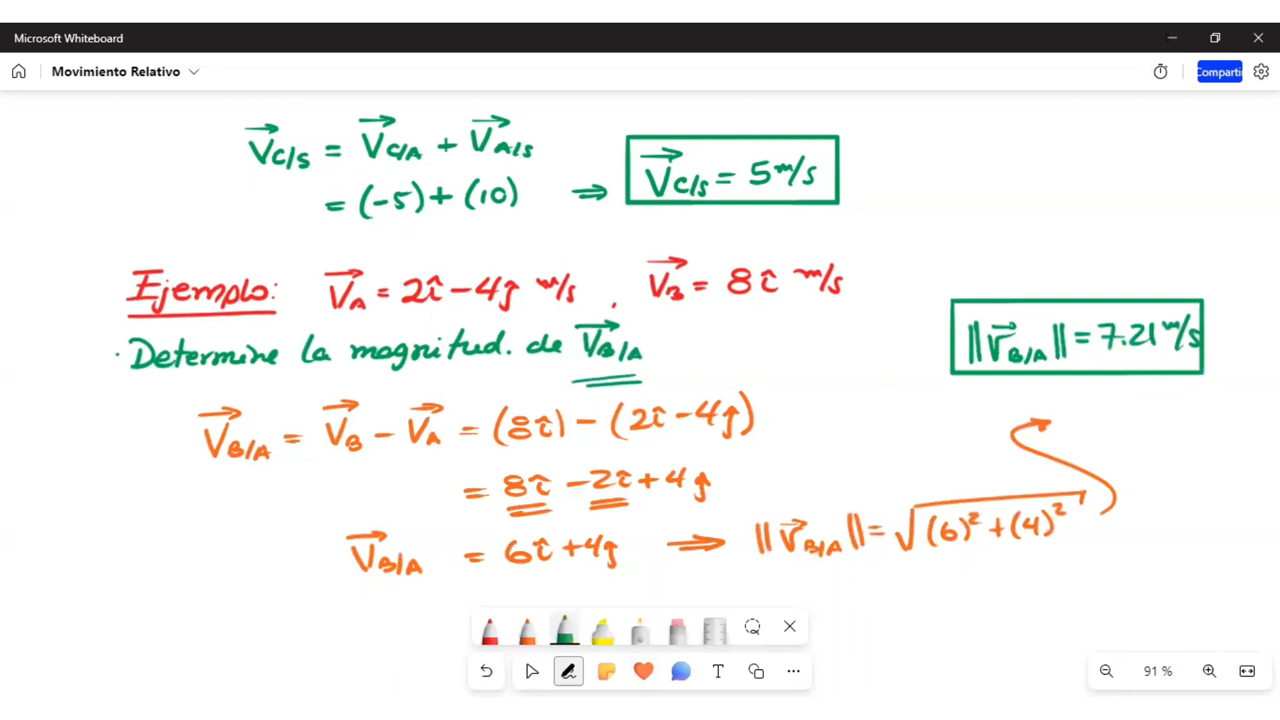 Microsoft Whiteboard
Movimiento Relativo
Comparti
V⃗C/S = V⃗C/A + V⃗A/S
= (-5) + (10) ⇒ V⃗C/S = 5 m/s
Ejemplo: V⃗A = 2î - 4ĵ m/s, V⃗B = 8î m/s
· Determine la magnitud. de V⃗B/A
||V⃗B/A|| = 7.21 m/s
V⃗B/A = V⃗B - V⃗A = (8î) - (2î - 4ĵ)
= 8î - 2î + 4ĵ
V⃗B/A = 6î + 4ĵ ⇒ ||V⃗B/A|| = √(6)² + (4)²
T
91 %